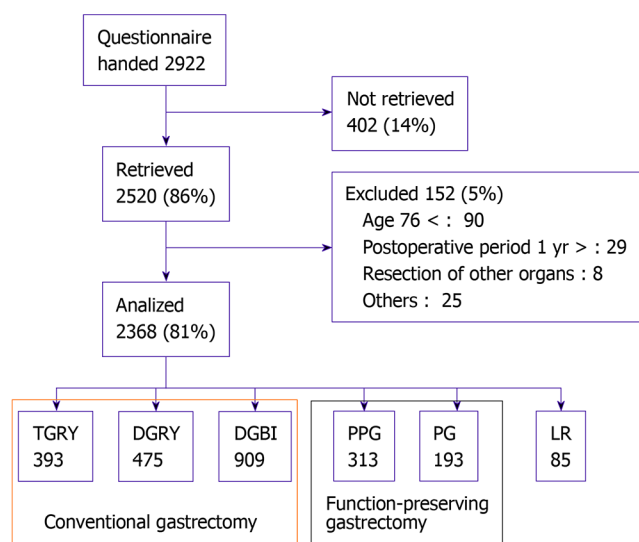 Questionnaire
handed 2922
Not retrieved
402 (14%)
Retrieved
2520 (86%)
Excluded 152 (5%)
Age 76 < : 90
Postoperative period 1 yr > : 29
Resection of other organs : 8
Others : 25
Analized
2368 (81%)
TGRY
393
DGRY
475
DGBI
909
PPG
313
PG
193
LR
85
Conventional gastrectomy
Function-preserving
gastrectomy